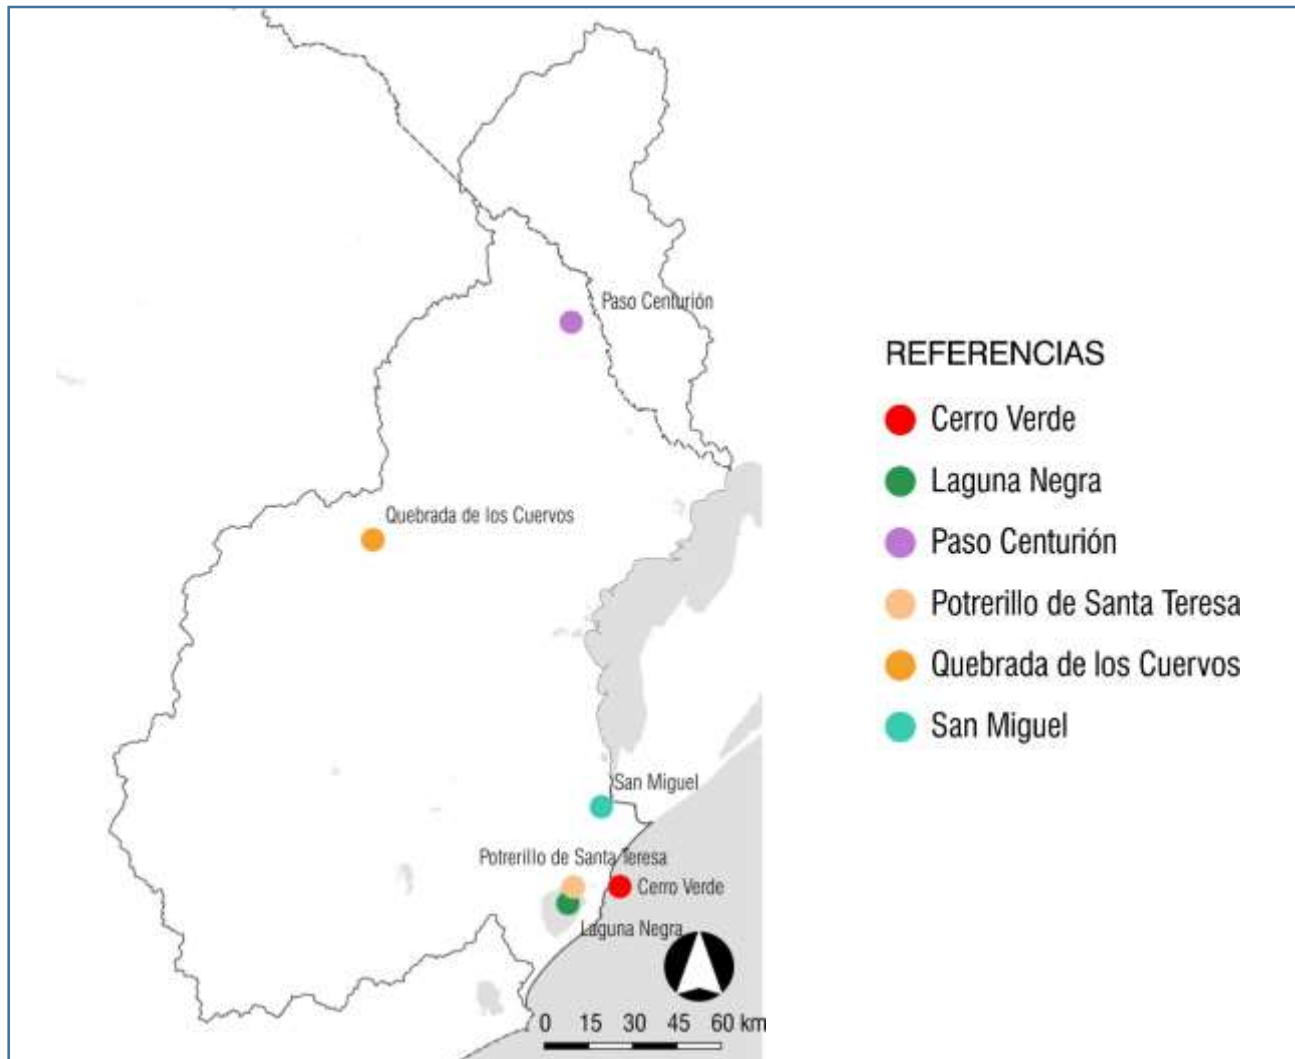 Paso Centurión
Quebrada de los Cuervos
San Miguel
Potrerillo de Santa Teresa
Cerro Verde
Laguna Negra
0 15 30 45 60 km
REFERENCIAS
Cerro Verde
Laguna Negra
Paso Centurión
Potrerillo de Santa Teresa
Quebrada de los Cuervos
San Miguel